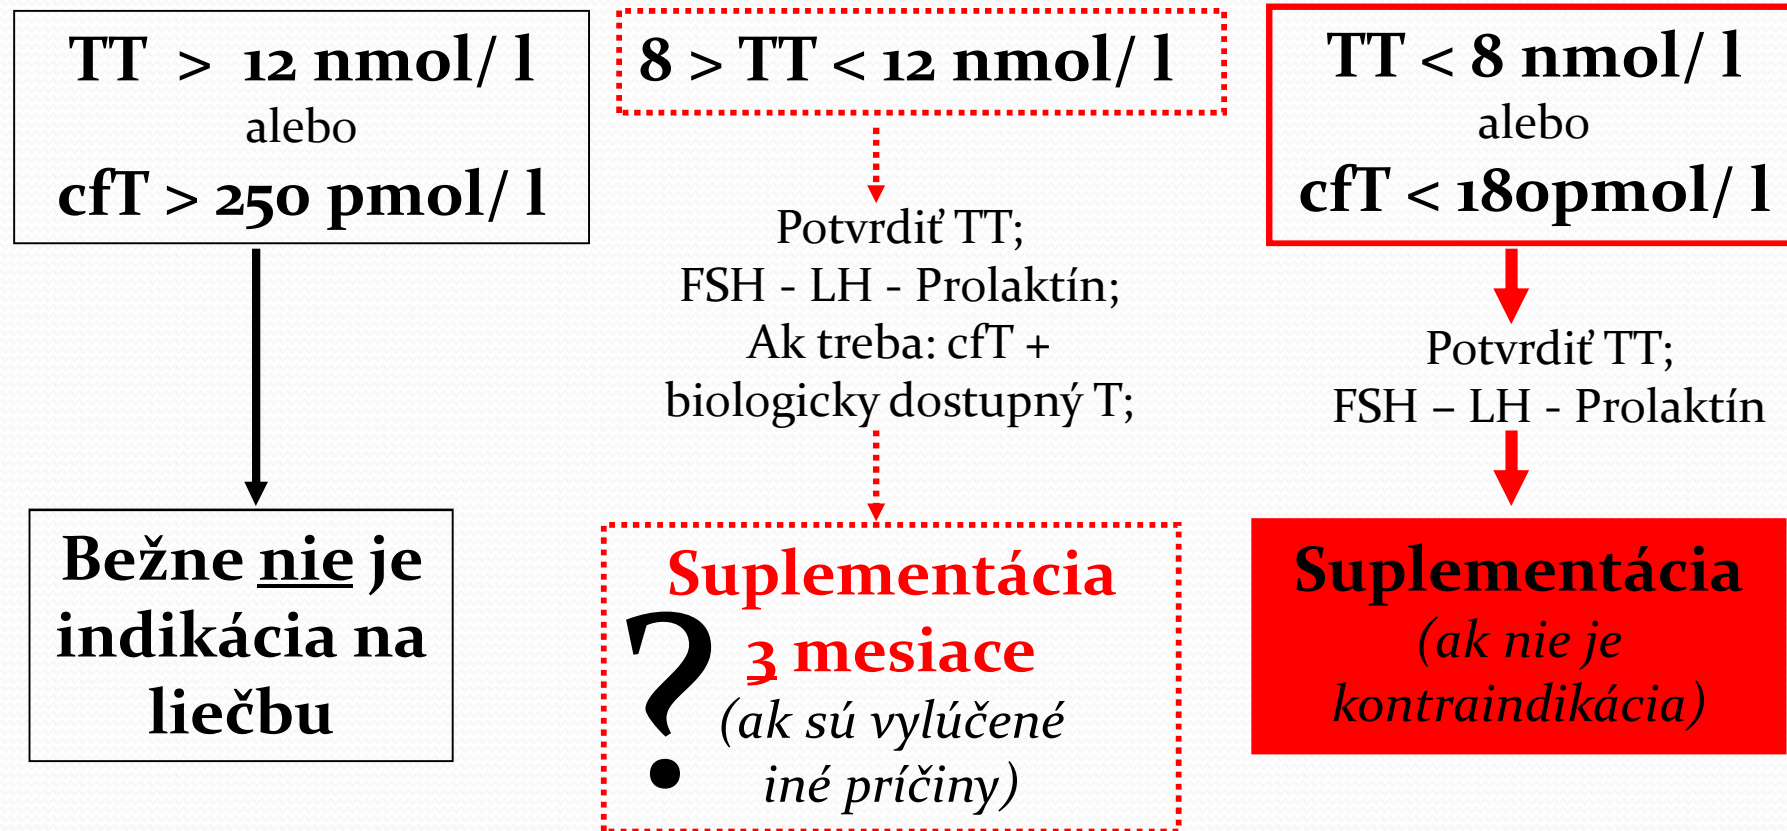 TT > 12 nmol/ l
alebo
cfT > 250 pmol/ l
Bežne nie je
indikácia na
liečbu
8 > TT < 12 nmol/ l
Potvrdiť TT;
FSH - LH - Prolaktín;
Ak treba: cfT +
biologicky dostupný T;
?
Suplementácia
3 mesiace
(ak sú vylúčené
iné príčiny)
TT < 8 nmol/ l
alebo
cfT < 180pmol/ l
Potvrdiť TT;
FSH – LH - Prolaktín
Suplementácia
(ak nie je
kontraindikácia)